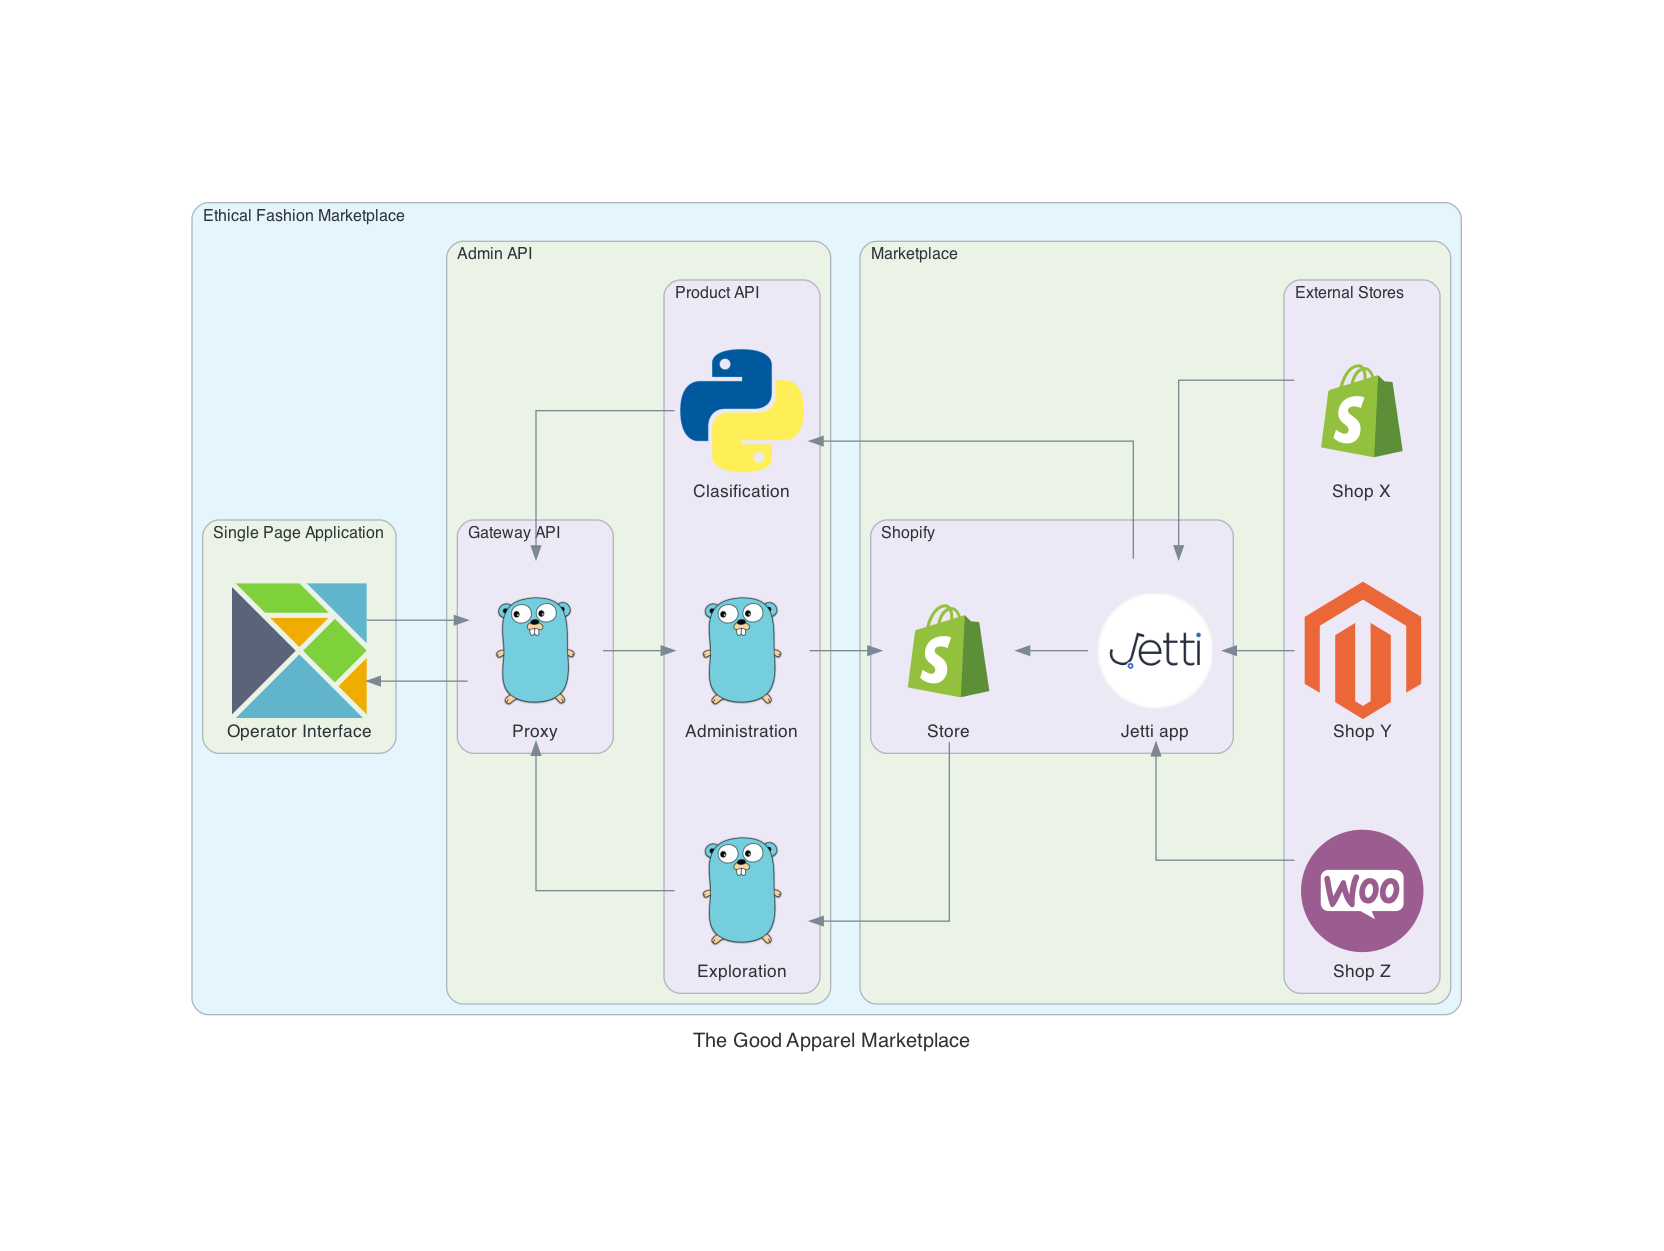 Ethical Fashion Marketplace
Admin API
Marketplace
Product API
External Stores
Clasification
Shop X
Single Page Application
Gateway API
Shopify
Jetti
Operator Interface
Proxy
Administration
Store
Jetti app
Shop Y
Woo
Exploration
Shop Z
The Good Apparel Marketplace